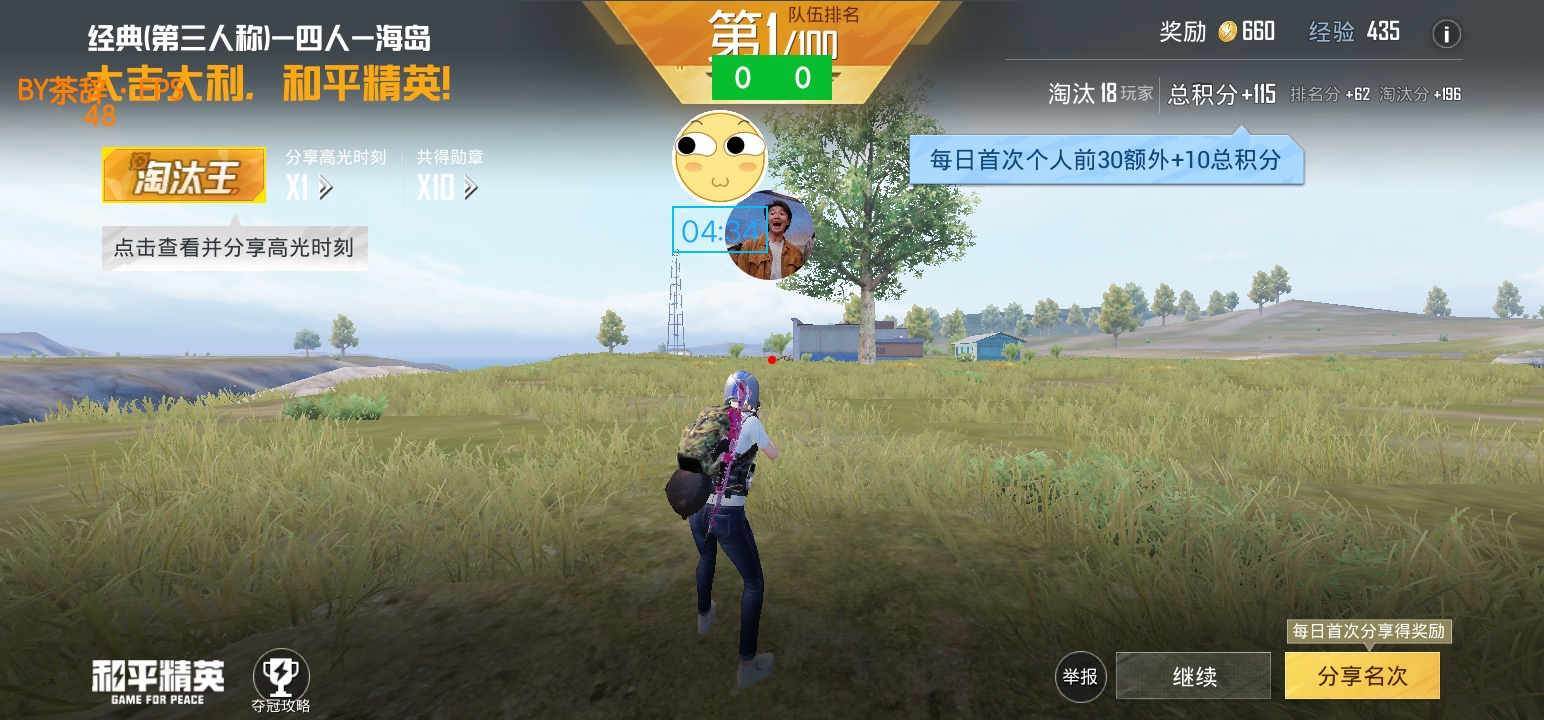 经典(第三人称)—四人—海岛
大吉大利，和平精英!
BY茶辞·FPS
48
淘汰王
分享高光时刻
X1
共得勋章
X10
点击查看并分享高光时刻
队伍排名
第1/100
0 0
04:34
奖励 660 经验 435
淘汰 18 玩家 总积分+115 排名分 +62 淘汰分 +196
每日首次个人前30额外+10总积分
和平精英
GAME FOR PEACE
夺冠攻略
每日首次分享得奖励
举报
继续
分享名次